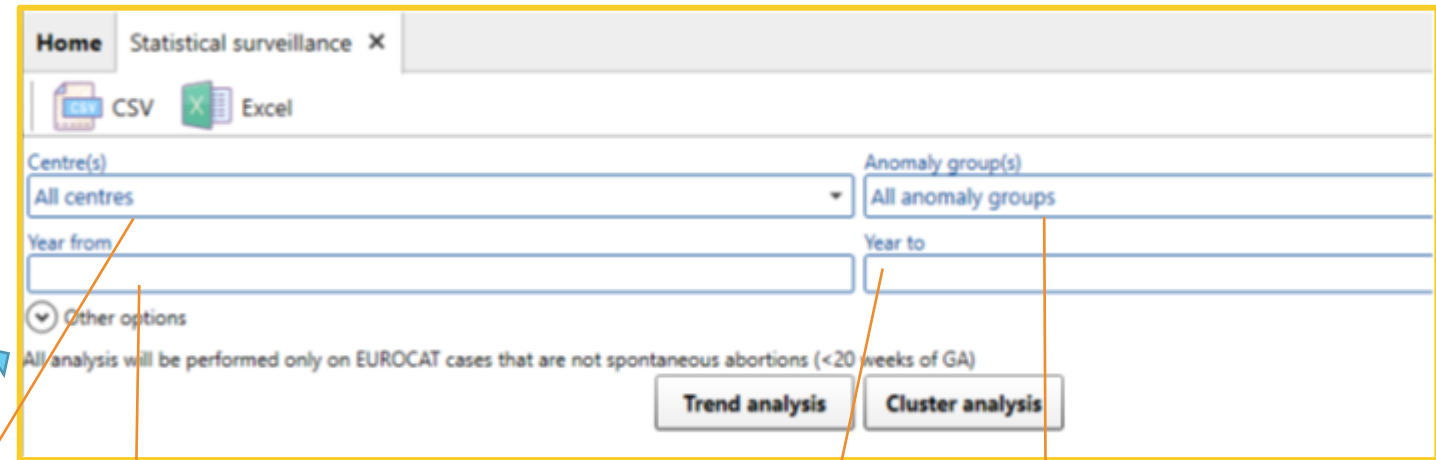 Home Statistical surveillance ×
CSV CSV Excel
Centre(s) Anomaly group(s)
All centres All anomaly groups
Year from Year to
Other options
All analysis will be performed only on EUROCAT cases that are not spontaneous abortions (<20 weeks of GA)
Trend analysis Cluster analysis